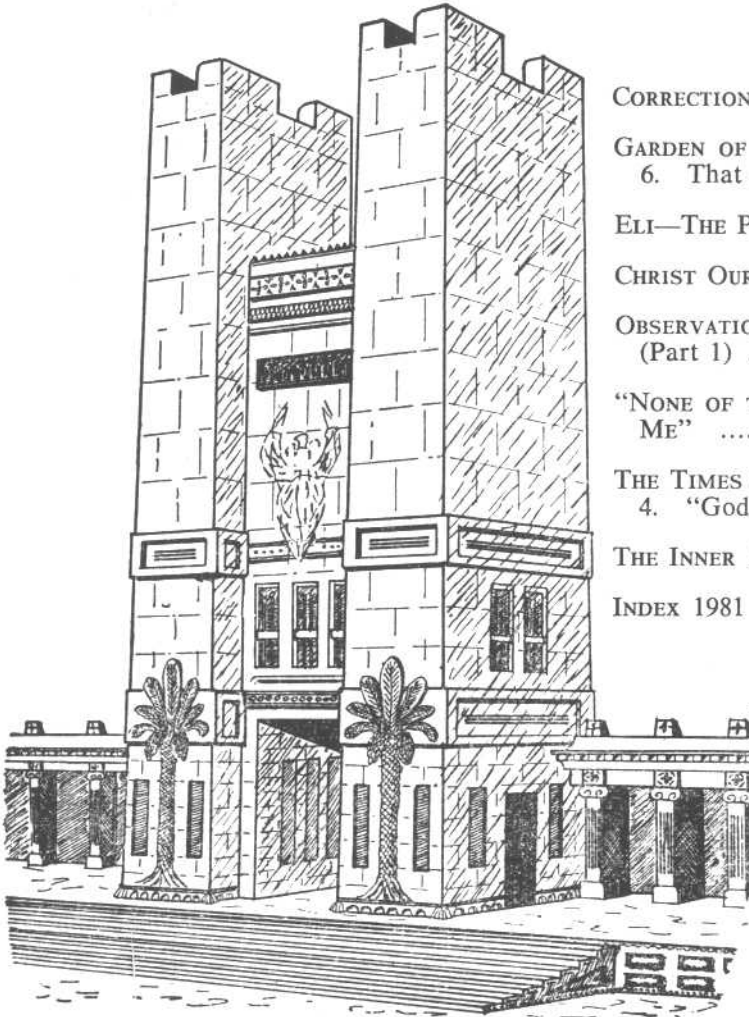 CORRECTION
GARDEN OF
6. That
ELI—THE
CHRIST OUR
OBSERVATIO
(Part 1)
“NONE OF
ME” ....
THE TIMES
4. “God
THE INNER
INDEX 1981